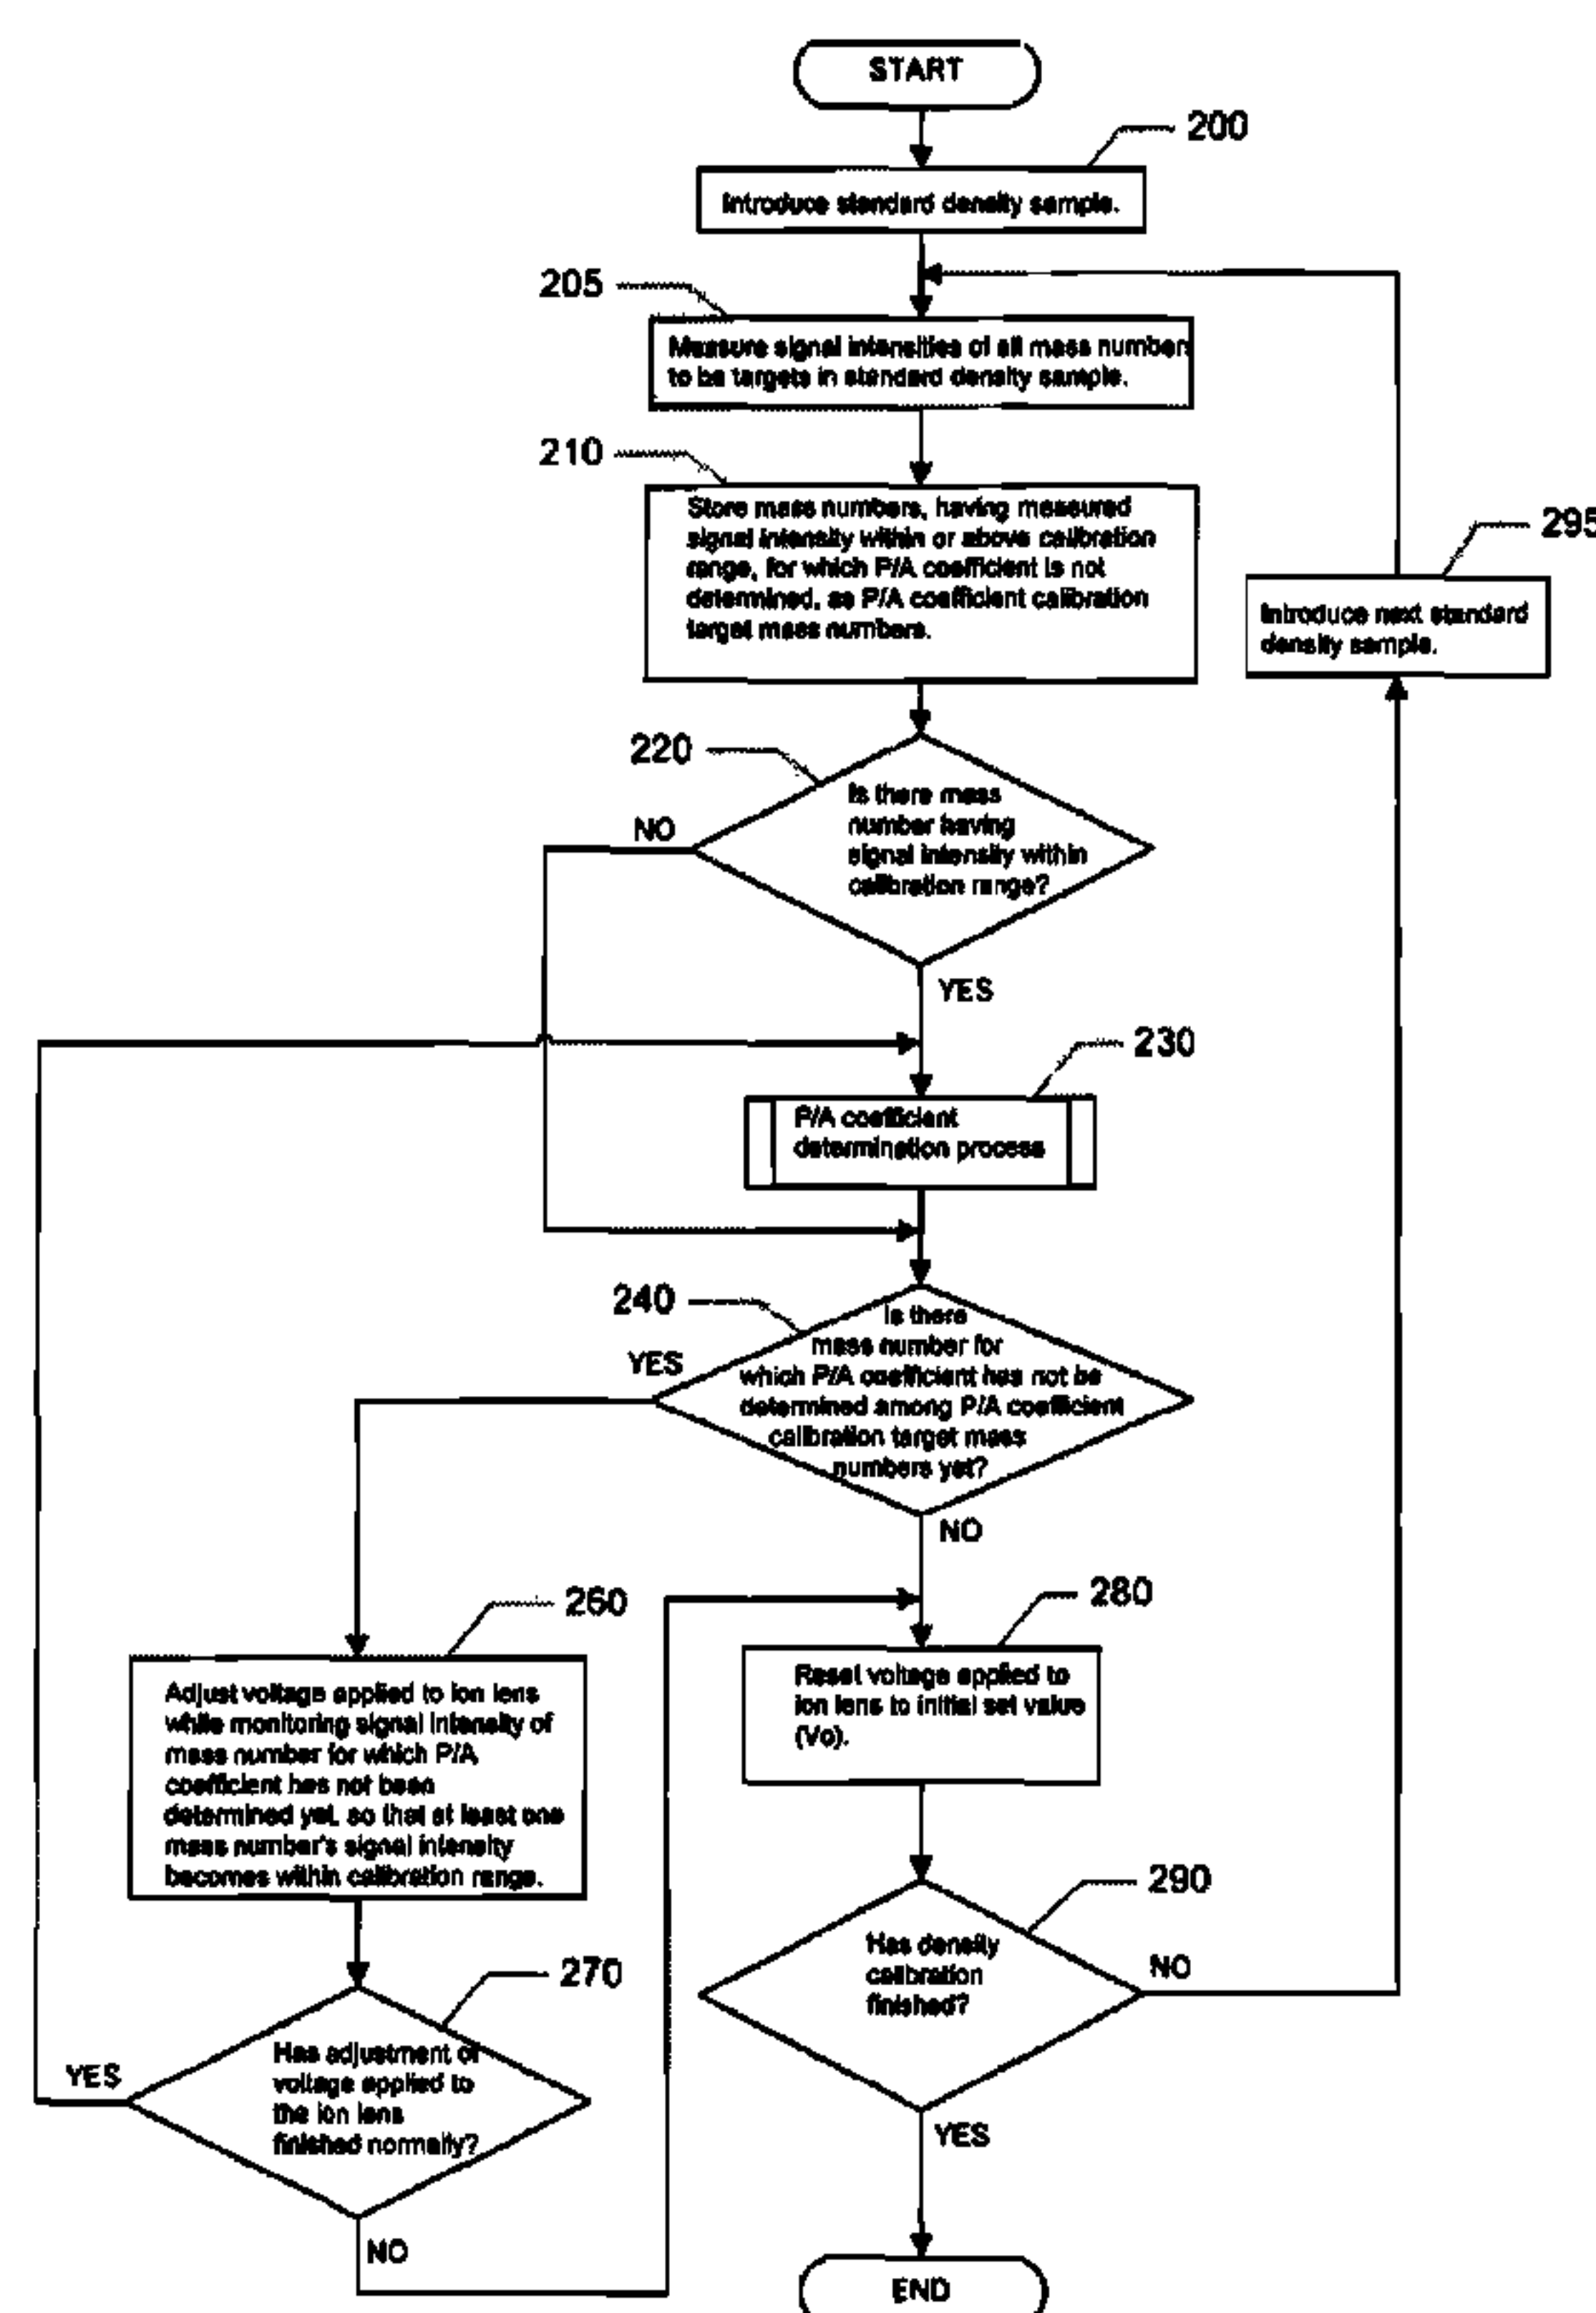 START
200
Introduce standard density sample.
205
Measure signal intensities of all mass number
to be targets in standard density sample.
210
Store mass numbers, having measured
signal intensity within or above calibration
range, for which P/A coefficient is not
determined, as P/A coefficient calibration
target mass numbers.
295
Introduce next standard
density sample.
220
Is there mass
number having
signal intensity within
calibration range?
NO
YES
230
P/A coefficient
determination process
240
Is there
mass number for
which P/A coefficient has not be
determined among P/A coefficient
calibration target mass
numbers yet?
YES
NO
260
Adjust voltage applied to ion lens
while monitoring signal intensity of
mass number for which P/A
coefficient has not been
determined yet, so that at least one
mass number's signal intensity
becomes within calibration range.
280
Reset voltage applied to
ion lens to initial set value
(Vo).
270
Has adjustment of
voltage applied to
the ion lens
finished normally?
YES
NO
290
Has density
calibration
finished?
NO
YES
END